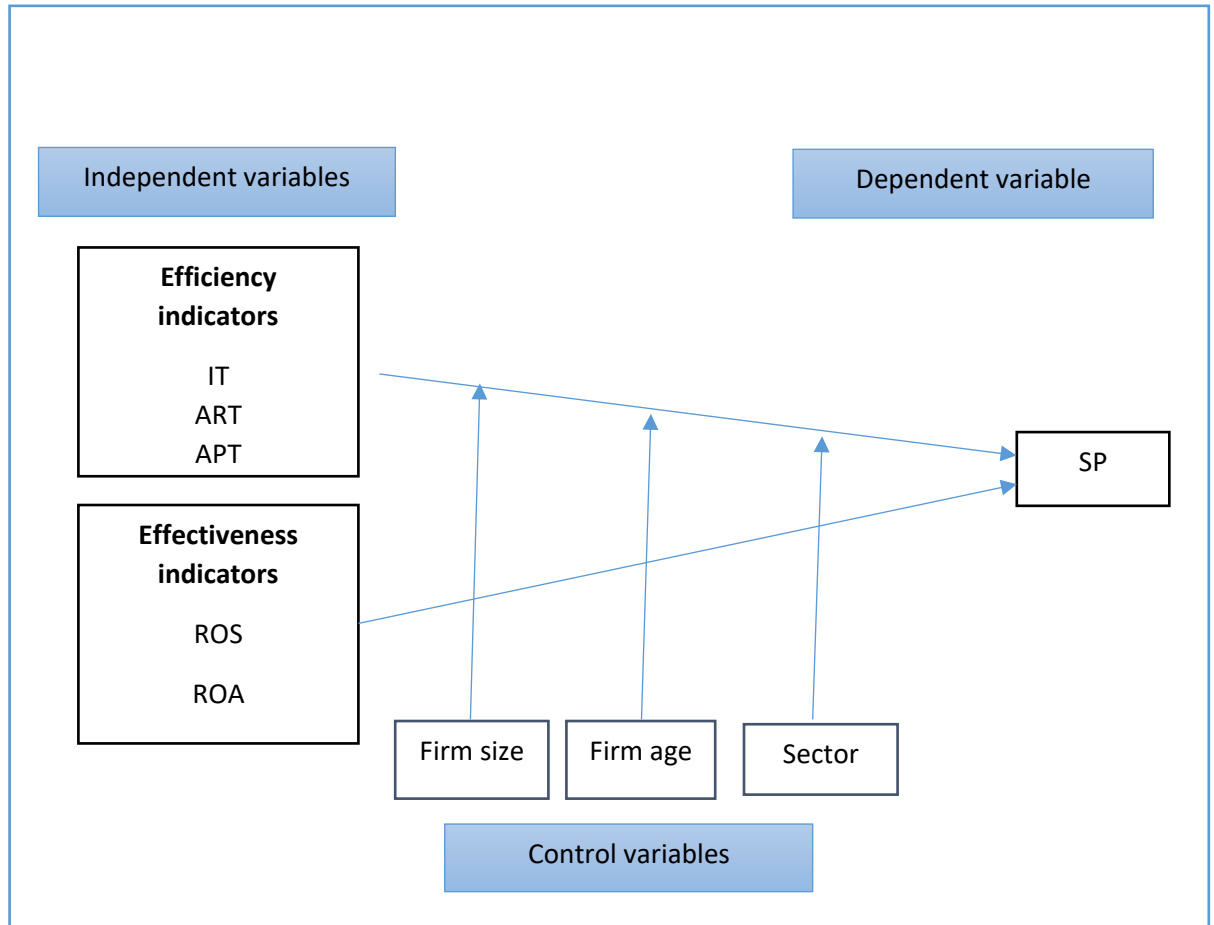 Independent variables
Dependent variable
Efficiency
indicators
IT
ART
APT
SP
Effectiveness
indicators
ROS
ROA
Firm size
Firm age
Sector
Control variables